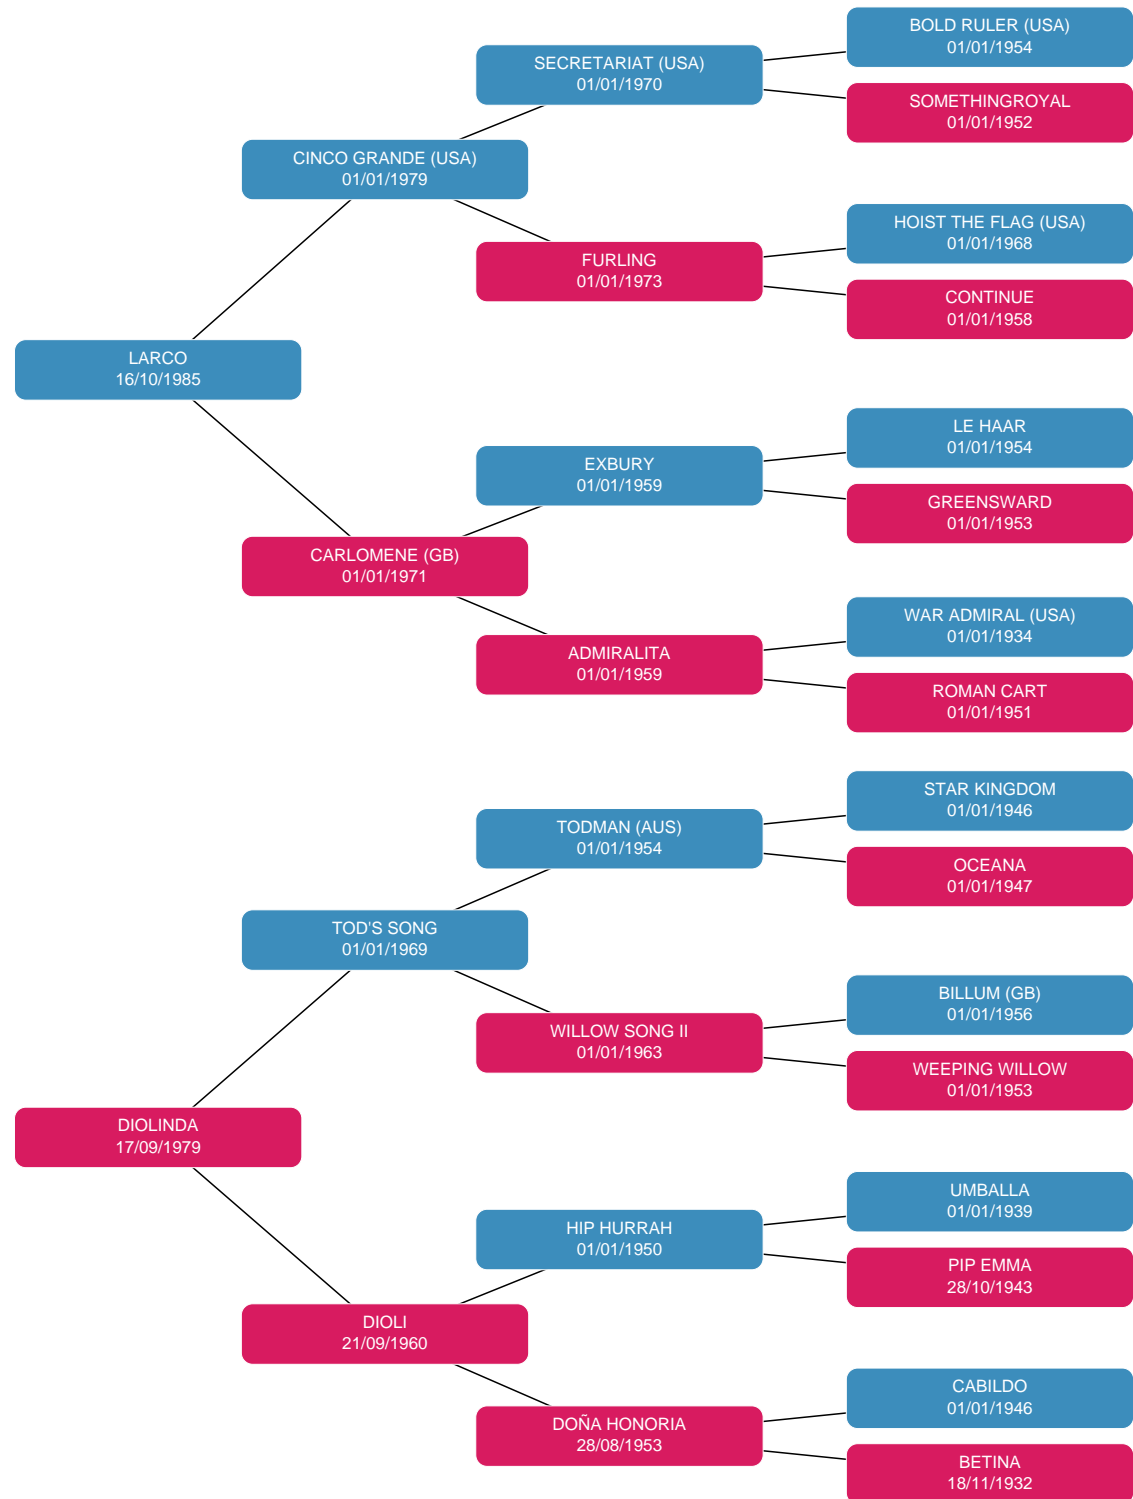 BOLD RULER (USA)
01/01/1954
SECRETARIAT (USA)
01/01/1970
SOMETHINGROYAL
01/01/1952
CINCO GRANDE (USA)
01/01/1979
HOIST THE FLAG (USA)
01/01/1968
FURLING
01/01/1973
CONTINUE
01/01/1958
LARCO
16/10/1985
LE HAAR
01/01/1954
EXBURY
01/01/1959
GREENSWARD
01/01/1953
CARLOMENE (GB)
01/01/1971
WAR ADMIRAL (USA)
01/01/1934
ADMIRALITA
01/01/1959
ROMAN CART
01/01/1951
STAR KINGDOM
01/01/1946
TODMAN (AUS)
01/01/1954
OCEANA
01/01/1947
TOD'S SONG
01/01/1969
BILLUM (GB)
01/01/1956
WILLOW SONG II
01/01/1963
WEEPING WILLOW
01/01/1953
DIOLINDA
17/09/1979
UMBALLA
01/01/1939
HIP HURRAH
01/01/1950
PIP EMMA
28/10/1943
DIOLI
21/09/1960
CABILDO
01/01/1946
DOÑA HONORIA
28/08/1953
BETINA
18/11/1932